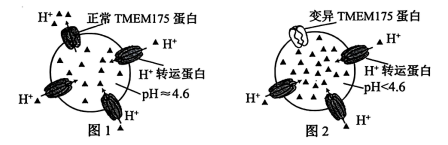 H⁺ 正常 TMEM175 蛋白
H⁺
H⁺ 转运蛋白
pH≈4.6
H⁺
H⁺
图 1
变异 TMEM175 蛋白
H⁺
H⁺ 转运蛋白
pH<4.6
H⁺
H⁺
图 2